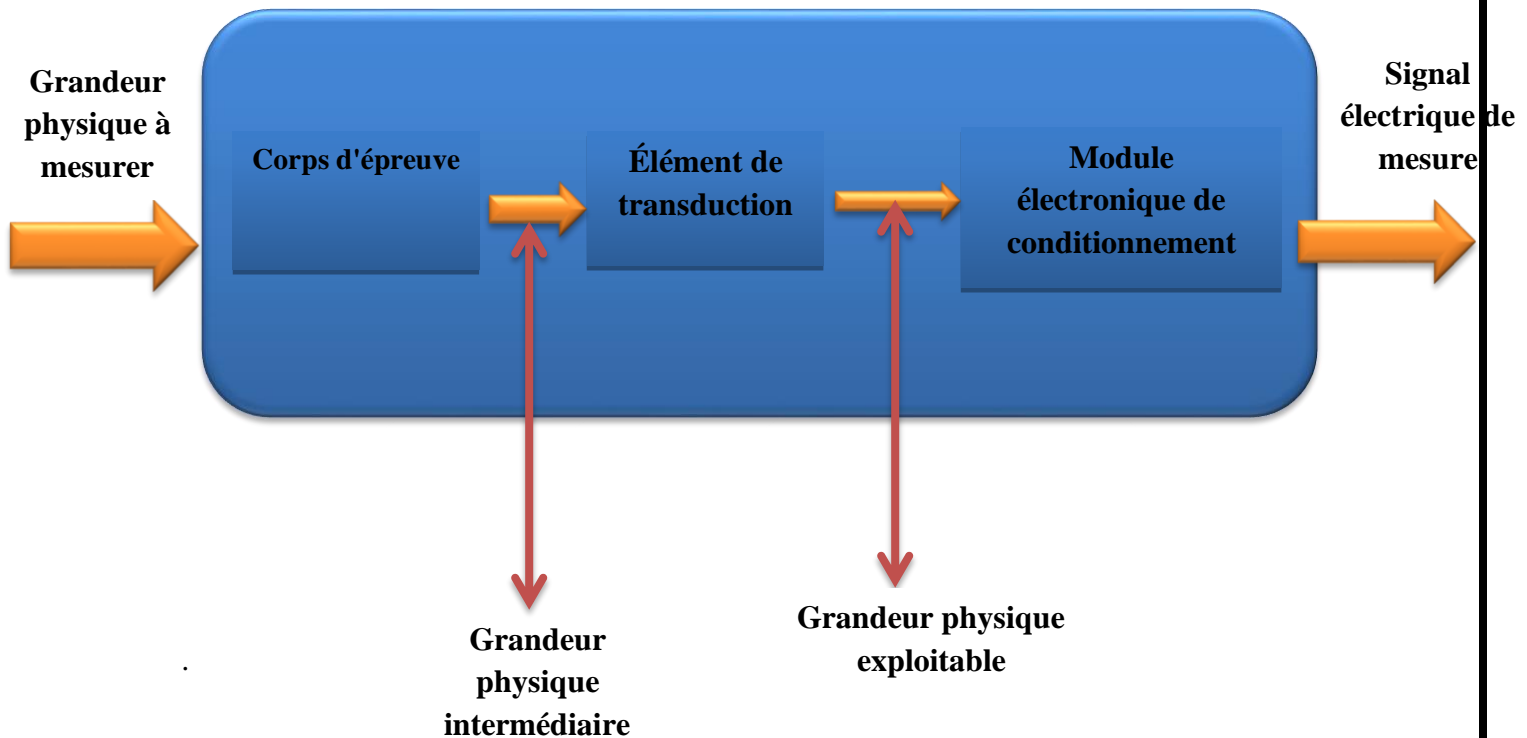 Grandeur
physique à
mesurer
Corps d'épreuve
Élément de
transduction
Module
électronique de
conditionnement
Signal
électrique de
mesure
Grandeur
physique
intermédiaire
Grandeur physique
exploitable
.